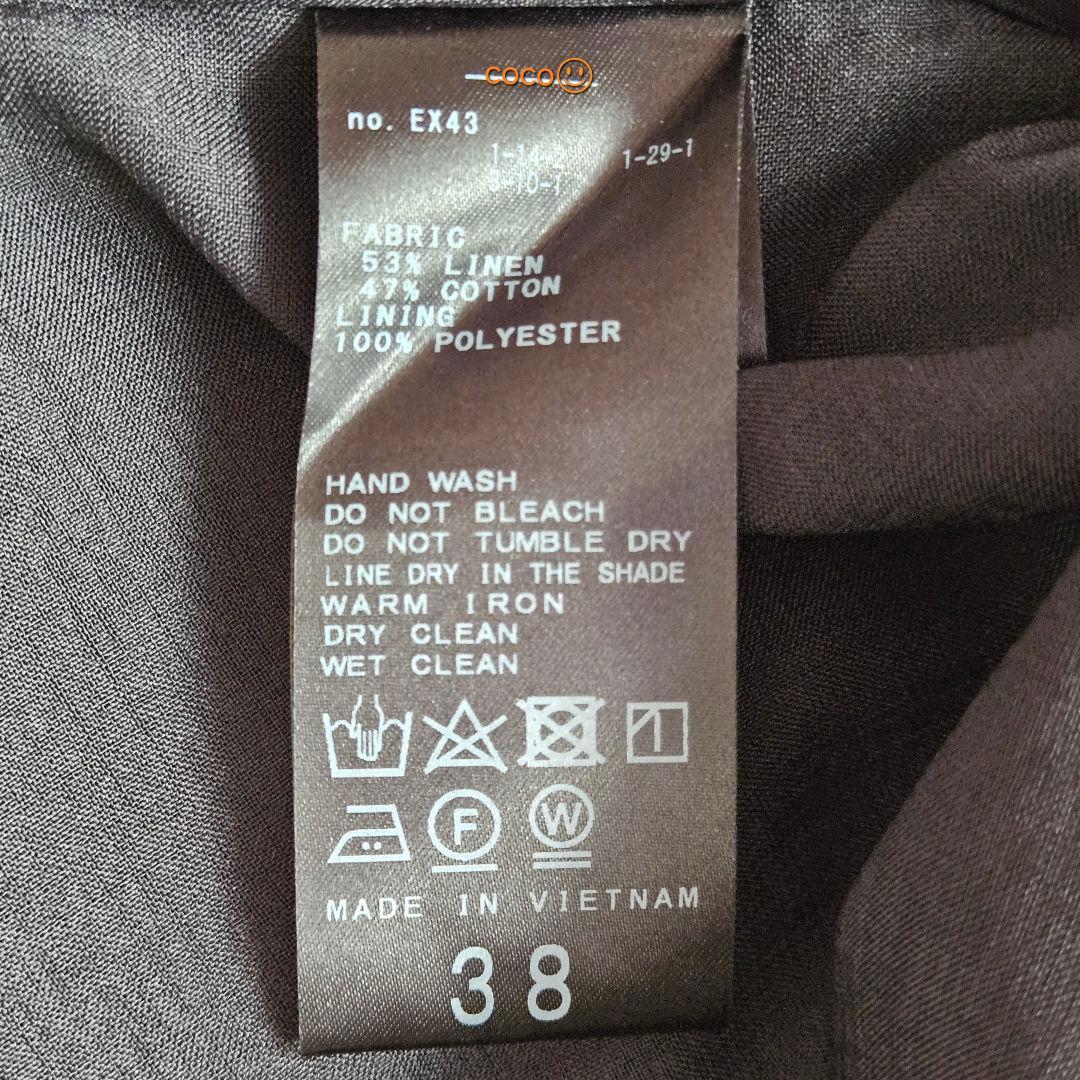 coco
no. EX43
1-29-1
FABRIC
53% LINEN
47% COTTON
LINING
100% POLYESTER
HAND WASH
DO NOT BLEACH
DO NOT TUMBLE DRY
LINE DRY IN THE SHADE
WARM IRON
DRY CLEAN
WET CLEAN
F W
MADE IN VIETNAM
38